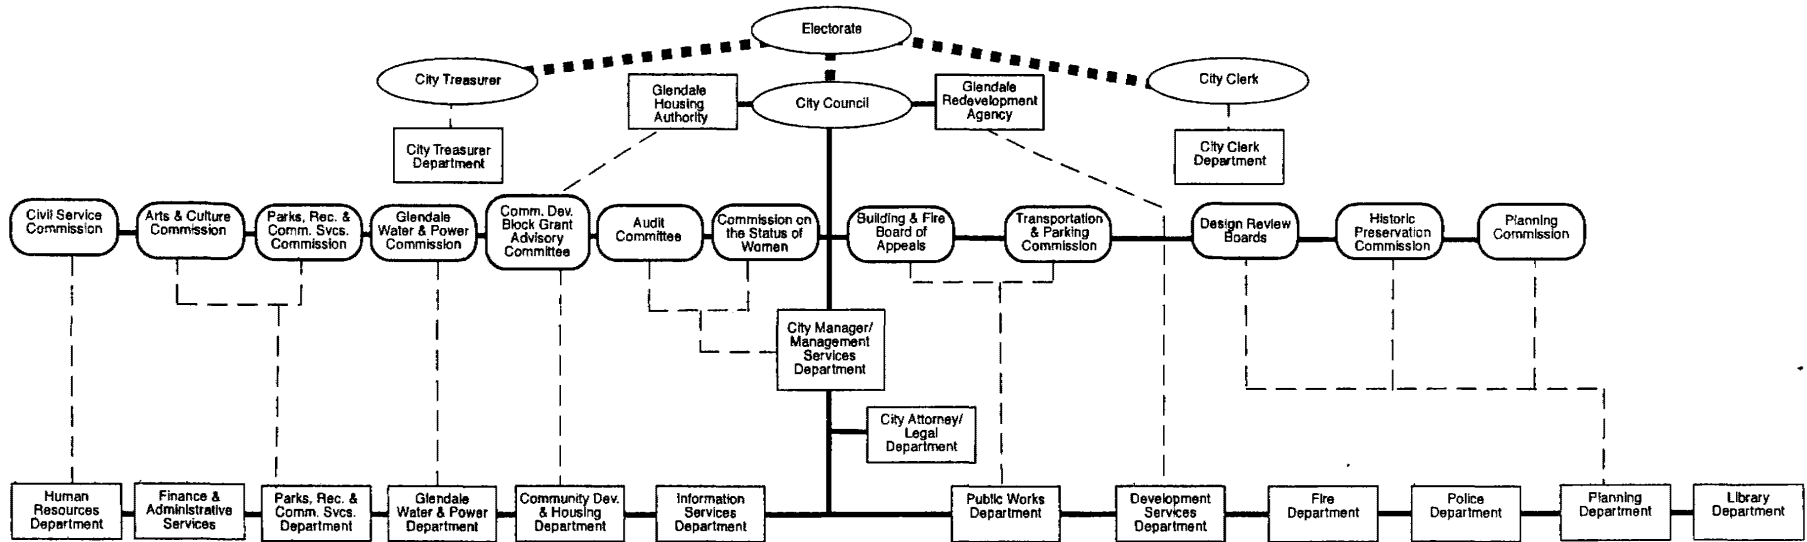 Electorate
City Treasurer
City Clerk
Glendale
Housing
Authority
City Council
Glendale
Redevelopment
Agency
City Treasurer
Department
City Clerk
Department
Civil Service
Commission
Arts & Culture
Commission
Parks, Rec. &
Comm. Svcs.
Commission
Glendale
Water & Power
Commission
Comm. Dev.
Block Grant
Advisory
Committee
Audit
Committee
Commission on
the Status of
Women
Building & Fire
Board of
Appeals
Transportation
& Parking
Commission
Design Review
Boards
Historic
Preservation
Commission
Planning
Commission
City Manager/
Management
Services
Department
City Attorney/
Legal
Department
Human
Resources
Department
Finance &
Administrative
Services
Parks, Rec. &
Comm. Svcs.
Department
Glendale
Water & Power
Department
Community Dev.
& Housing
Department
Information
Services
Department
Public Works
Department
Development
Services
Department
Fire
Department
Police
Department
Planning
Department
Library
Department